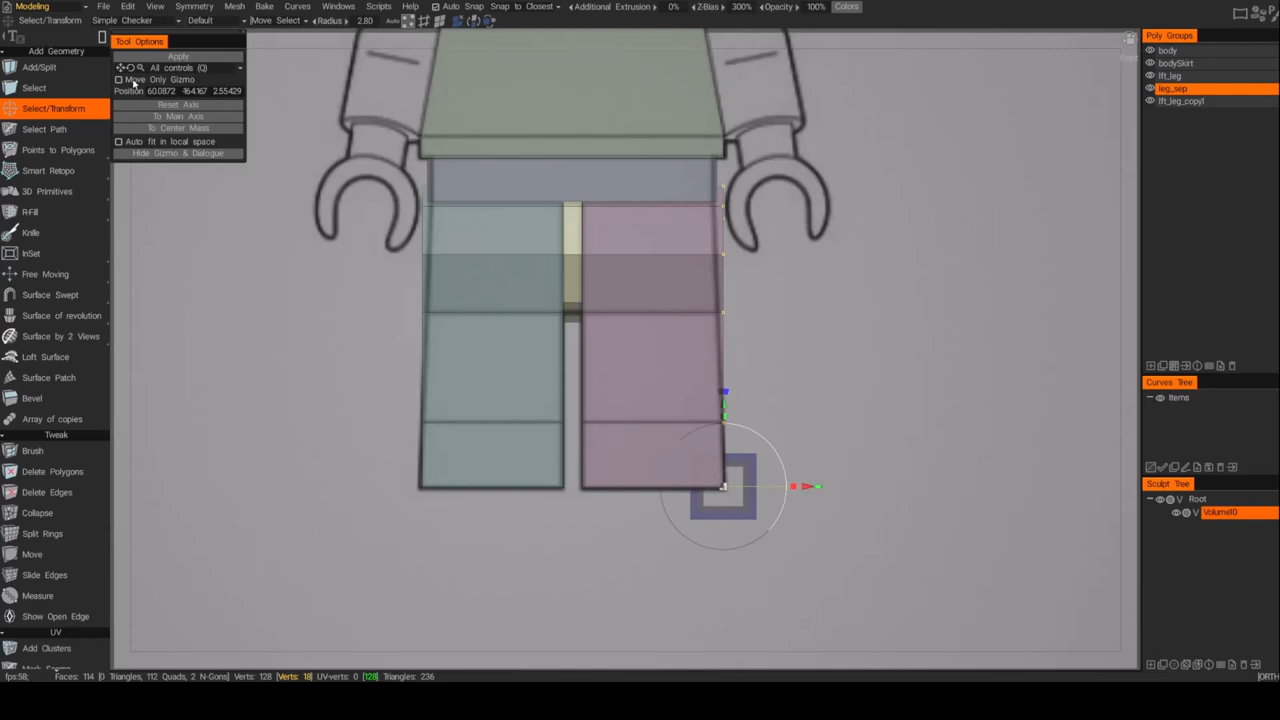 Modeling File Edit View Symmetry Mesh Bake Curves Windows Scripts Help Auto Snap Snap to Closest Additional Extrusion 0% Z-Bias 300% Opacity 100% Colors
Select/Transform Simple Checker Default Move Select Radius 2.80 Auto
Tool Options
Apply
All controls (Q)
Move Only Gizmo
Position 60.0872 -164.167 2.55429
Reset Axis
To Main Axis
To Center Mass
Auto fit in local space
Hide Gizmo & Dialogue
Add Geometry
Add/Split
Select
Select/Transform
Select Path
Points to Polygons
Smart Retopo
3D Primitives
R-Fill
Knife
InSet
Free Moving
Surface Swept
Surface of revolution
Surface by 2 Views
Loft Surface
Surface Patch
Bevel
Array of copies
Tweak
Brush
Delete Polygons
Delete Edges
Collapse
Split Rings
Move
Slide Edges
Measure
Show Open Edge
UV
Add Clusters
Front
Poly Groups
body
bodySkirt
lft_leg
leg_sep
lft_leg_copy1
Curves Tree
Items
Sculpt Tree
V Root
V Volume10
fps:58; Faces: 114 [0 Triangles, 112 Quads, 2 N-Gons] Verts: 128 [Verts: 18] UV-verts: 0 [128] Triangles: 236
[ORTH